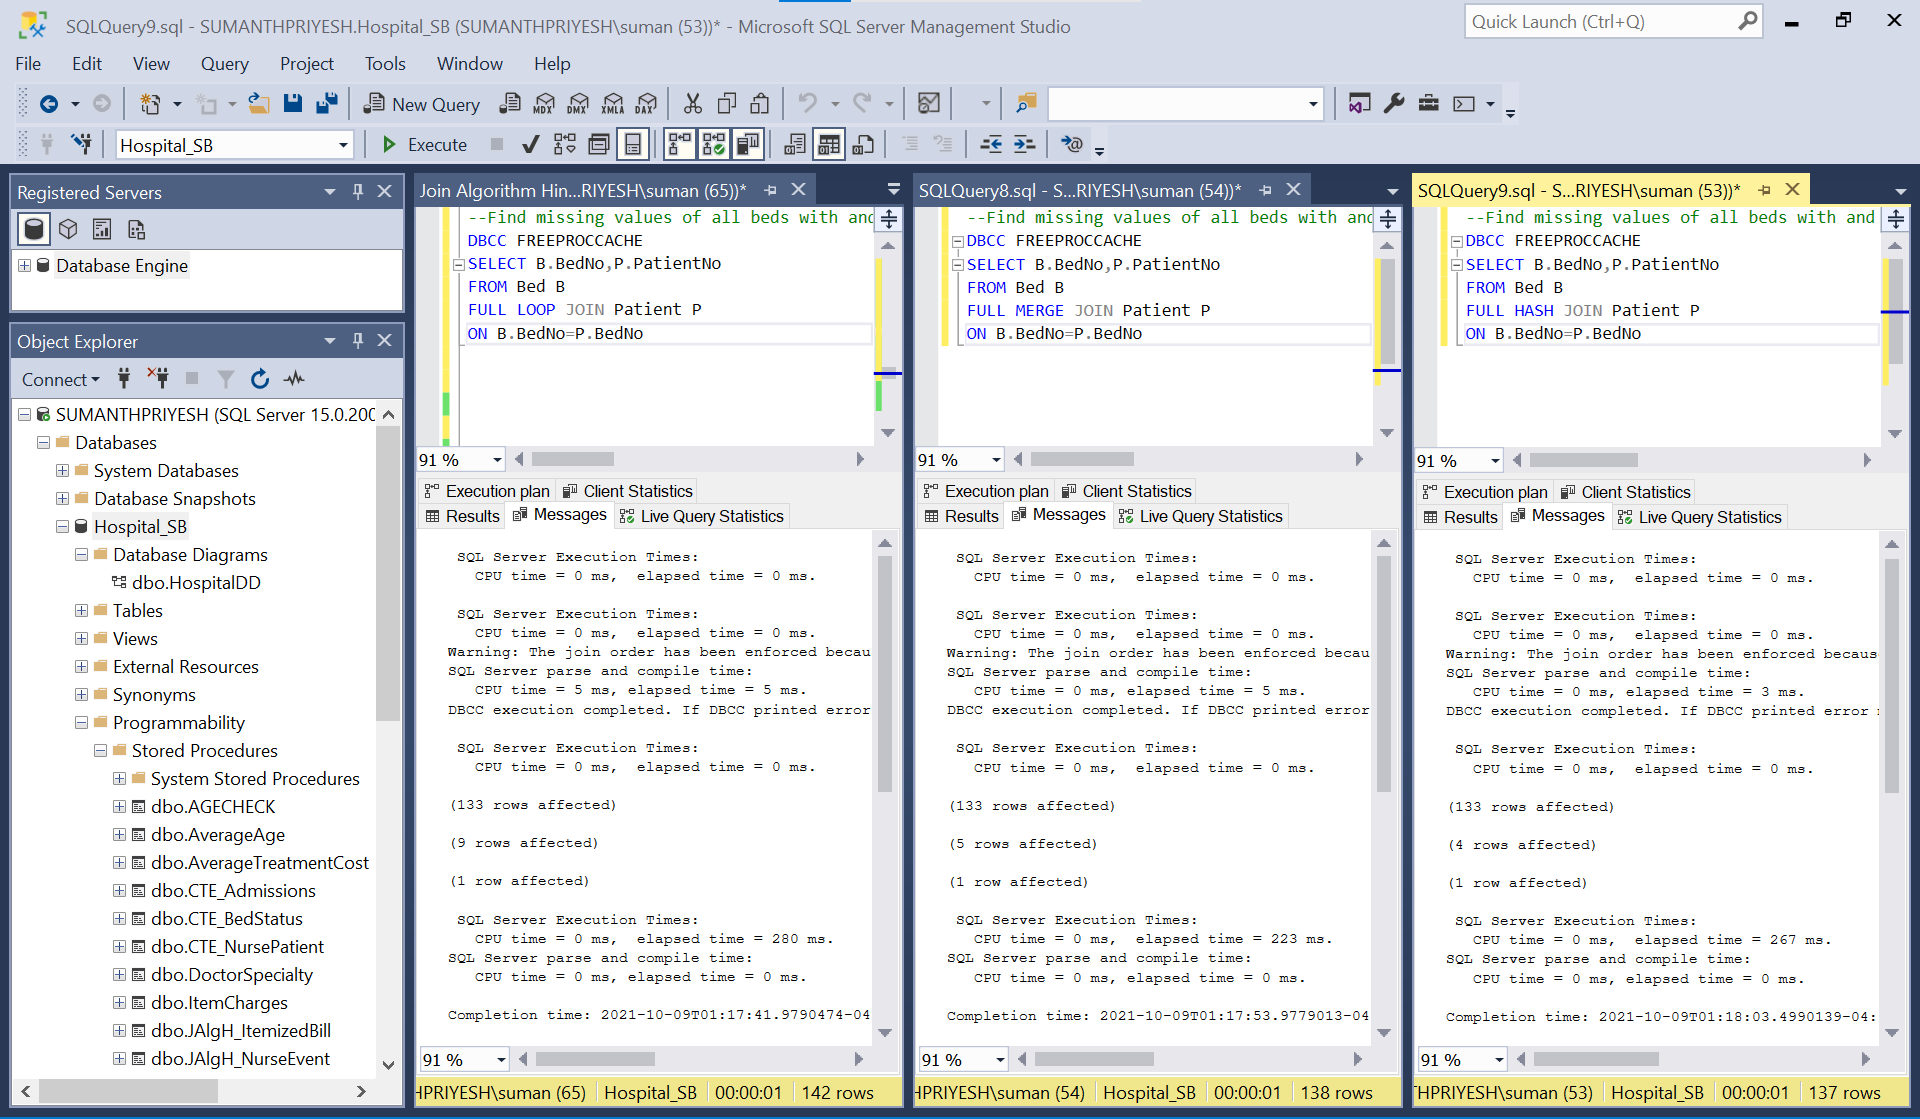 SQLQuery9.sql - SUMANTHPRIYESH.Hospital_SB (SUMANTHPRIYESH\suman (53))* - Microsoft SQL Server Management Studio
Quick Launch (Ctrl+Q)
File Edit View Query Project Tools Window Help
New Query MDX DMX XMLA DAX
Hospital_SB Execute
Registered Servers
Database Engine
Object Explorer
Connect
SUMANTHPRIYESH (SQL Server 15.0.200
Databases
System Databases
Database Snapshots
Hospital_SB
Database Diagrams
dbo.HospitalDD
Tables
Views
External Resources
Synonyms
Programmability
Stored Procedures
System Stored Procedures
dbo.AGECHECK
dbo.AverageAge
dbo.AverageTreatmentCost
dbo.CTE_Admissions
dbo.CTE_BedStatus
dbo.CTE_NursePatient
dbo.DoctorSpecialty
dbo.ItemCharges
dbo.JAlgH_ItemizedBill
dbo.JAlgH_NurseEvent
Join Algorithm Hin...RIYESH\suman (65))*
--Find missing values of all beds with and
DBCC FREEPROCCACHE
SELECT B.BedNo,P.PatientNo
FROM Bed B
FULL LOOP JOIN Patient P
ON B.BedNo=P.BedNo
91 %
Execution plan Client Statistics
Results Messages Live Query Statistics
SQL Server Execution Times:
CPU time = 0 ms, elapsed time = 0 ms.
SQL Server Execution Times:
CPU time = 0 ms, elapsed time = 0 ms.
Warning: The join order has been enforced becau
SQL Server parse and compile time:
CPU time = 5 ms, elapsed time = 5 ms.
DBCC execution completed. If DBCC printed error
SQL Server Execution Times:
CPU time = 0 ms, elapsed time = 0 ms.
(133 rows affected)
(9 rows affected)
(1 row affected)
SQL Server Execution Times:
CPU time = 0 ms, elapsed time = 280 ms.
SQL Server parse and compile time:
CPU time = 0 ms, elapsed time = 0 ms.
Completion time: 2021-10-09T01:17:41.9790474-04
91 %
HPRIYESH\suman (65) Hospital_SB 00:00:01 142 rows
SQLQuery8.sql - S...RIYESH\suman (54))*
--Find missing values of all beds with and
DBCC FREEPROCCACHE
SELECT B.BedNo,P.PatientNo
FROM Bed B
FULL MERGE JOIN Patient P
ON B.BedNo=P.BedNo
91 %
Execution plan Client Statistics
Results Messages Live Query Statistics
SQL Server Execution Times:
CPU time = 0 ms, elapsed time = 0 ms.
SQL Server Execution Times:
CPU time = 0 ms, elapsed time = 0 ms.
Warning: The join order has been enforced becau
SQL Server parse and compile time:
CPU time = 0 ms, elapsed time = 5 ms.
DBCC execution completed. If DBCC printed error
SQL Server Execution Times:
CPU time = 0 ms, elapsed time = 0 ms.
(133 rows affected)
(5 rows affected)
(1 row affected)
SQL Server Execution Times:
CPU time = 0 ms, elapsed time = 223 ms.
SQL Server parse and compile time:
CPU time = 0 ms, elapsed time = 0 ms.
Completion time: 2021-10-09T01:17:53.9779013-04
91 %
HPRIYESH\suman (54) Hospital_SB 00:00:01 138 rows
SQLQuery9.sql - S...RIYESH\suman (53))*
--Find missing values of all beds with and
DBCC FREEPROCCACHE
SELECT B.BedNo,P.PatientNo
FROM Bed B
FULL HASH JOIN Patient P
ON B.BedNo=P.BedNo
91 %
Execution plan Client Statistics
Results Messages Live Query Statistics
SQL Server Execution Times:
CPU time = 0 ms, elapsed time = 0 ms.
SQL Server Execution Times:
CPU time = 0 ms, elapsed time = 0 ms.
Warning: The join order has been enforced becaus
SQL Server parse and compile time:
CPU time = 0 ms, elapsed time = 3 ms.
DBCC execution completed. If DBCC printed error
SQL Server Execution Times:
CPU time = 0 ms, elapsed time = 0 ms.
(133 rows affected)
(4 rows affected)
(1 row affected)
SQL Server Execution Times:
CPU time = 0 ms, elapsed time = 267 ms.
SQL Server parse and compile time:
CPU time = 0 ms, elapsed time = 0 ms.
Completion time: 2021-10-09T01:18:03.4990139-04:
91 %
THPRIYESH\suman (53) Hospital_SB 00:00:01 137 rows